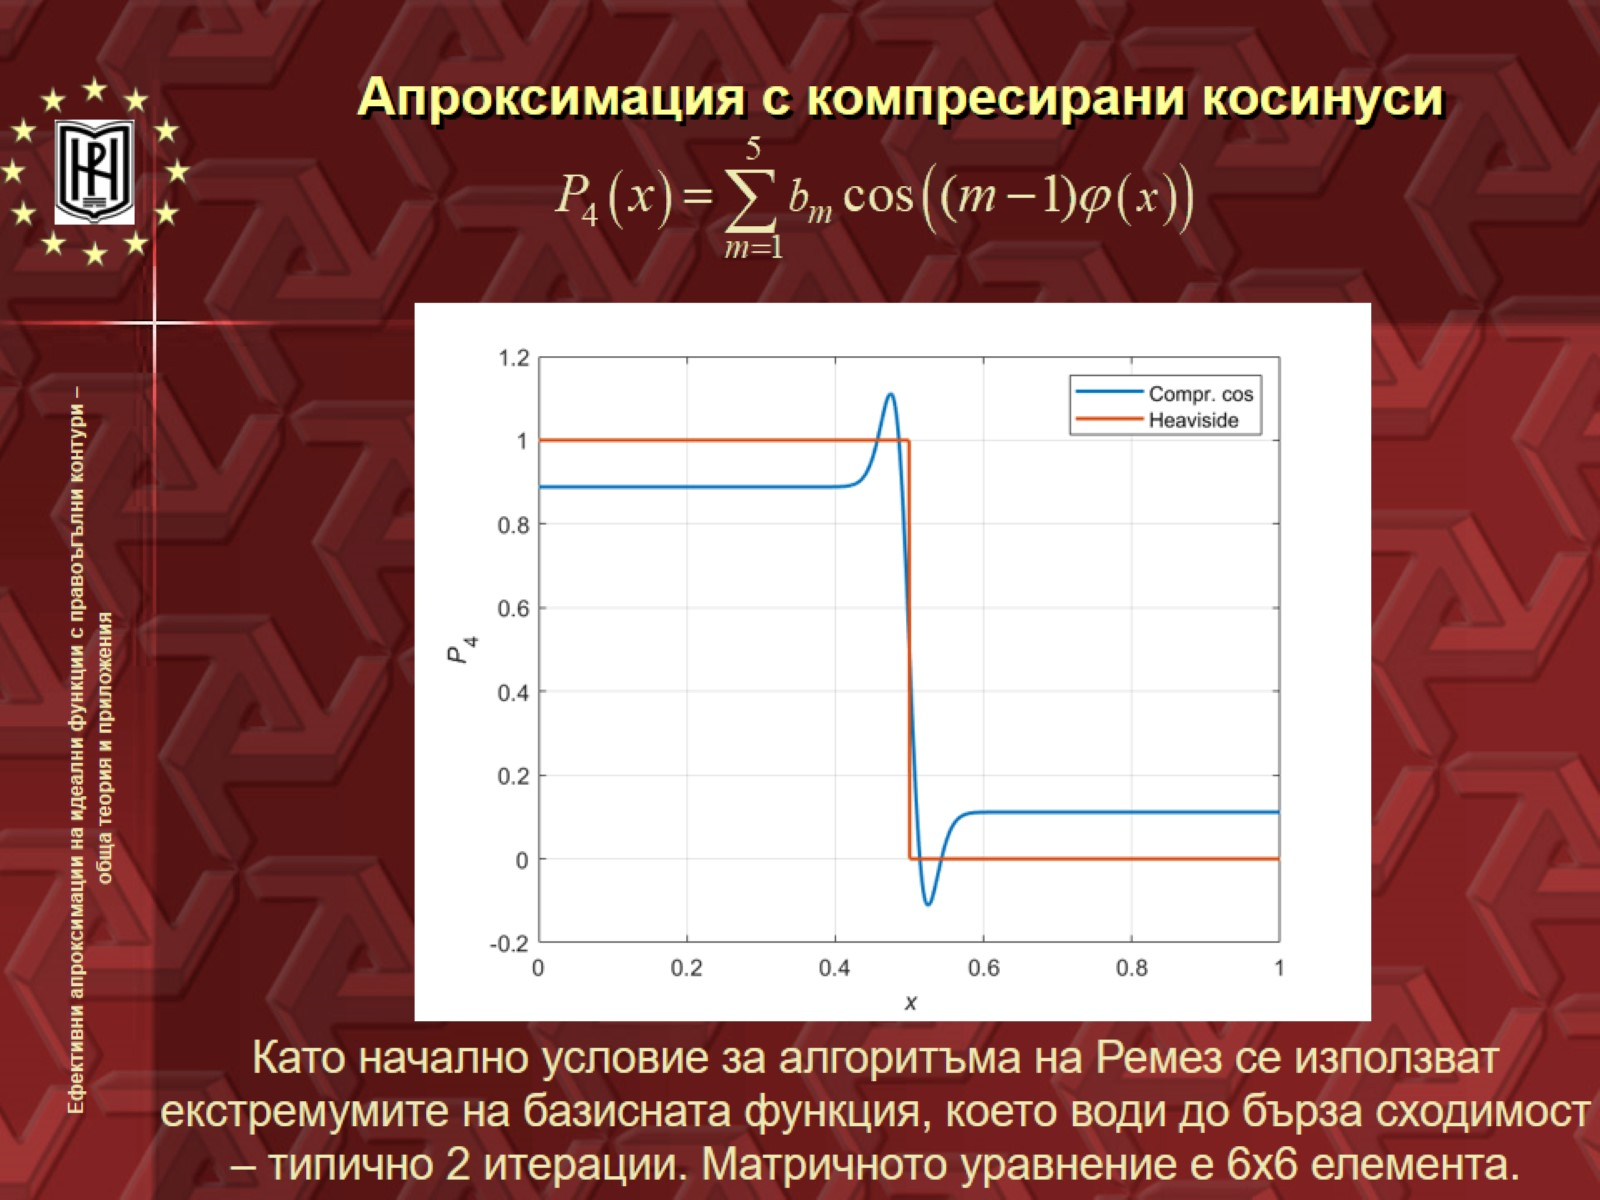 Апроксимация с компресирани косинуси
P₄(x) = ∑_{m=1}^{5} bₘ cos((m−1)φ(x))
Ефективни апроксимации на идеални функции с правоъгълни контури –
обща теория и приложения
1.2
1
0.8
0.6
0.4
0.2
0
-0.2
P₄
Compr. cos
Heaviside
0 0.2 0.4 0.6 0.8 1
x
Като начално условие за алгоритъма на Ремез се използват
екстремумите на базисната функция, което води до бърза сходимост
– типично 2 итерации. Матричното уравнение е 6x6 елемента.